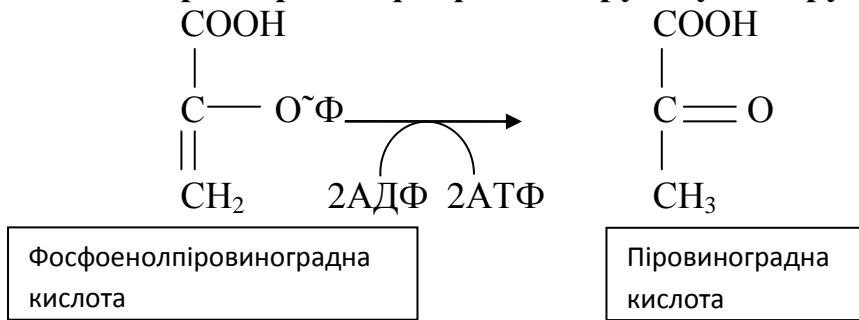 COOH COOH
C O~Ф C O
CH2 2АДФ 2АТФ CH3
Фосфоенолпіровиноградна
кислота
Піровиноградна
кислота